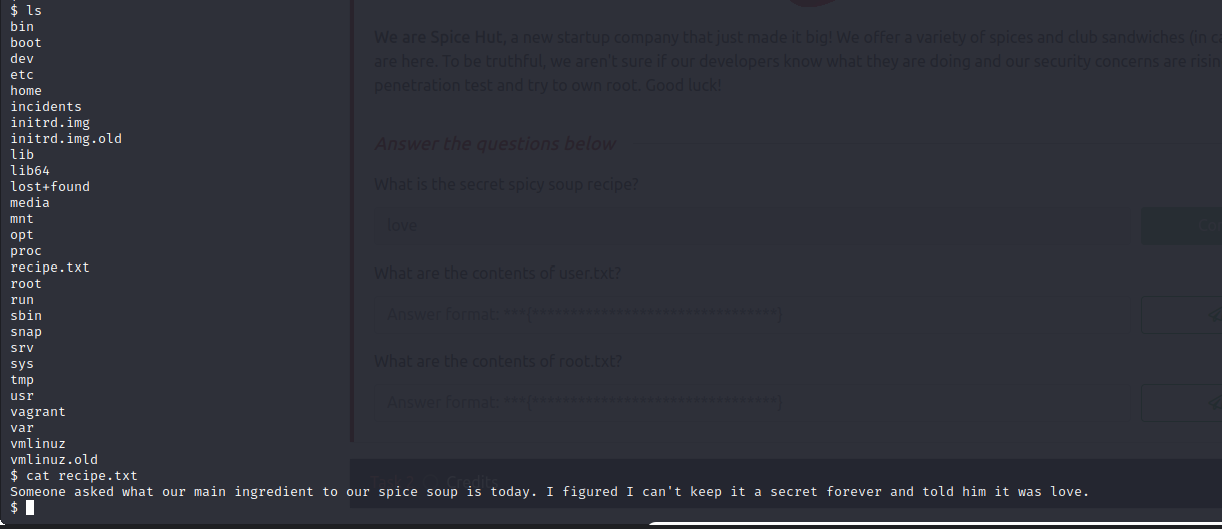 $ ls
bin
boot
dev
etc
home
incidents
initrd.img
initrd.img.old
lib
lib64
lost+found
media
mnt
opt
proc
recipe.txt
root
run
sbin
snap
srv
sys
tmp
usr
vagrant
var
vmlinuz
vmlinuz.old
$ cat recipe.txt
Someone asked what our main ingredient to our spice soup is today. I figured I can't keep it a secret forever and told him it was love.
$
We are Spice Hut, a new startup company that just made it big! We offer a variety of spices and club sandwiches (in
are here. To be truthful, we aren't sure if our developers know what they are doing and our security concerns are
penetration test and try to own root. Good luck!
Answer the questions below
What is the secret spicy soup recipe?
love
What are the contents of user.txt?
Answer format: ***{********************************}
What are the contents of root.txt?
Answer format: ***{********************************}
Credits